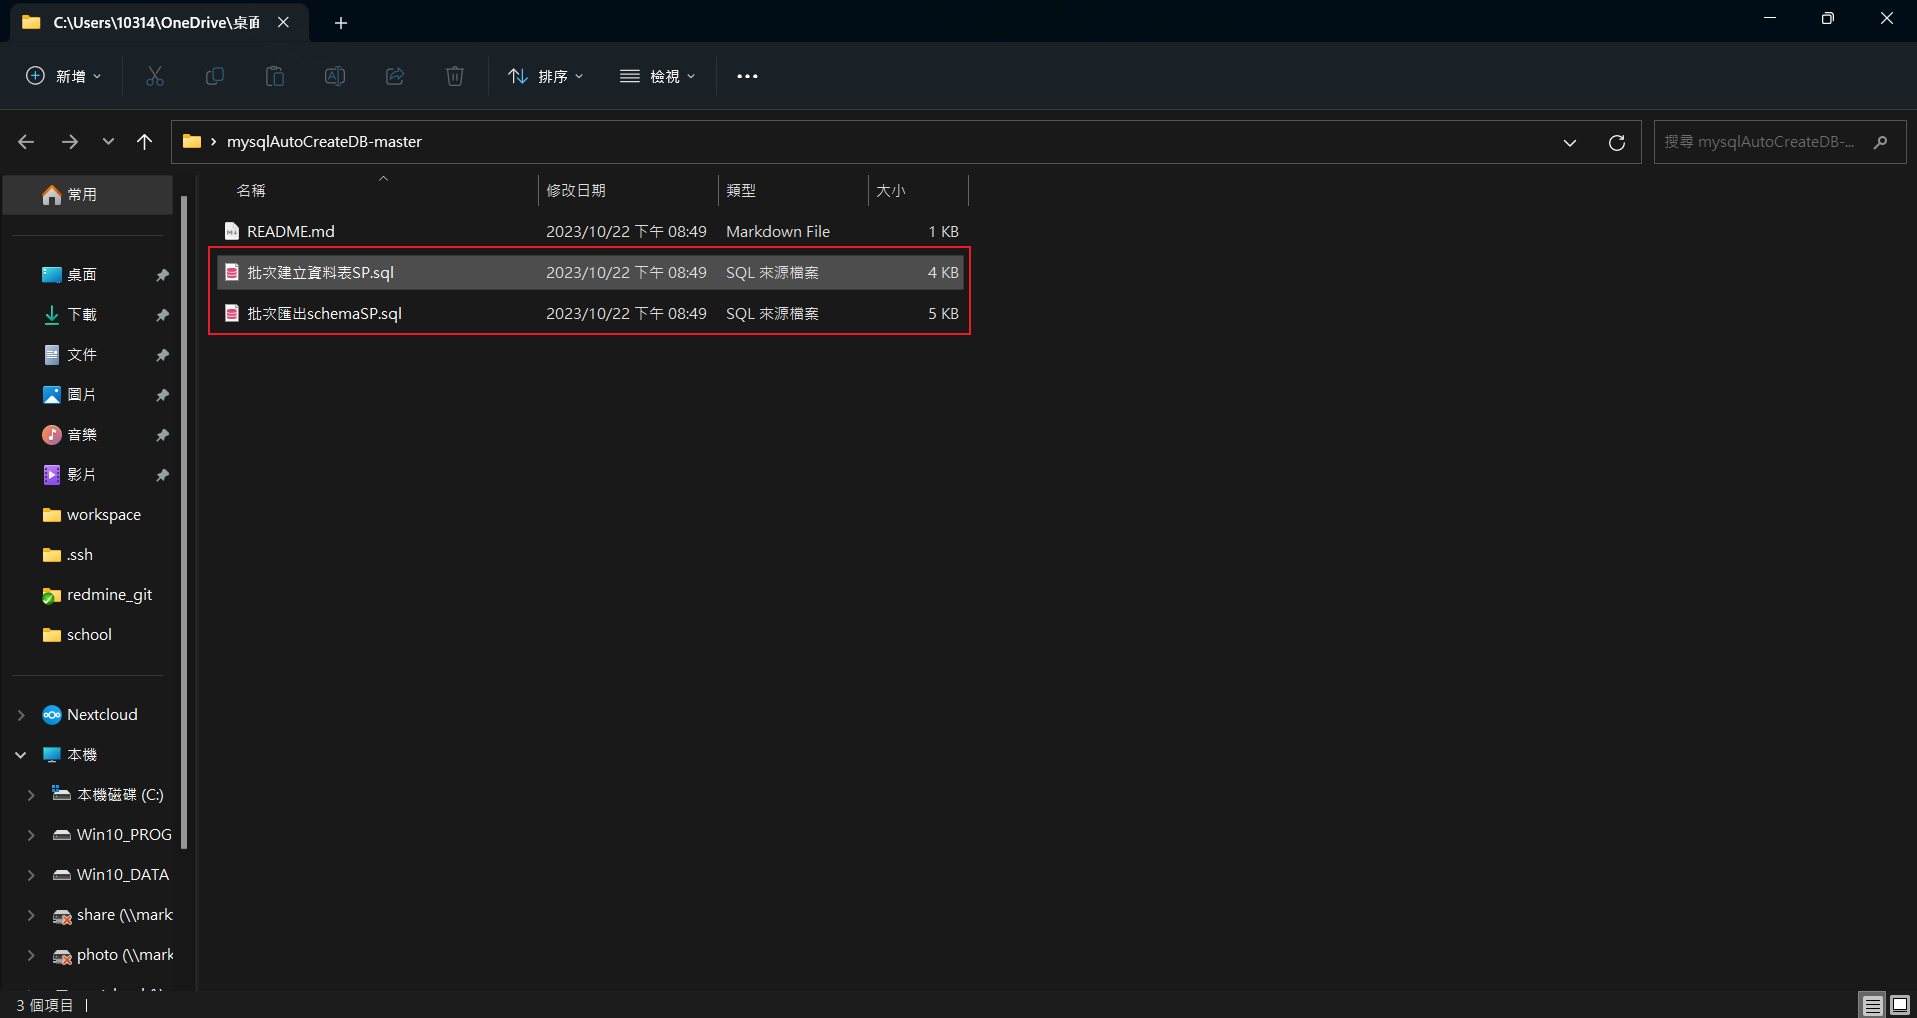 C:\Users\10314\OneDrive\桌面
新增
排序
檢視
mysqlAutoCreateDB-master
搜尋 mysqlAutoCreateDB-...
常用
桌面
下載
文件
圖片
音樂
影片
workspace
.ssh
redmine_git
school
Nextcloud
本機
本機磁碟 (C:)
Win10_PROG
Win10_DATA
share (\\mark
photo (\\mark
名稱 修改日期 類型 大小
README.md 2023/10/22 下午 08:49 Markdown File 1 KB
批次建立資料表SP.sql 2023/10/22 下午 08:49 SQL 來源檔案 4 KB
批次匯出schemaSP.sql 2023/10/22 下午 08:49 SQL 來源檔案 5 KB
3 個項目